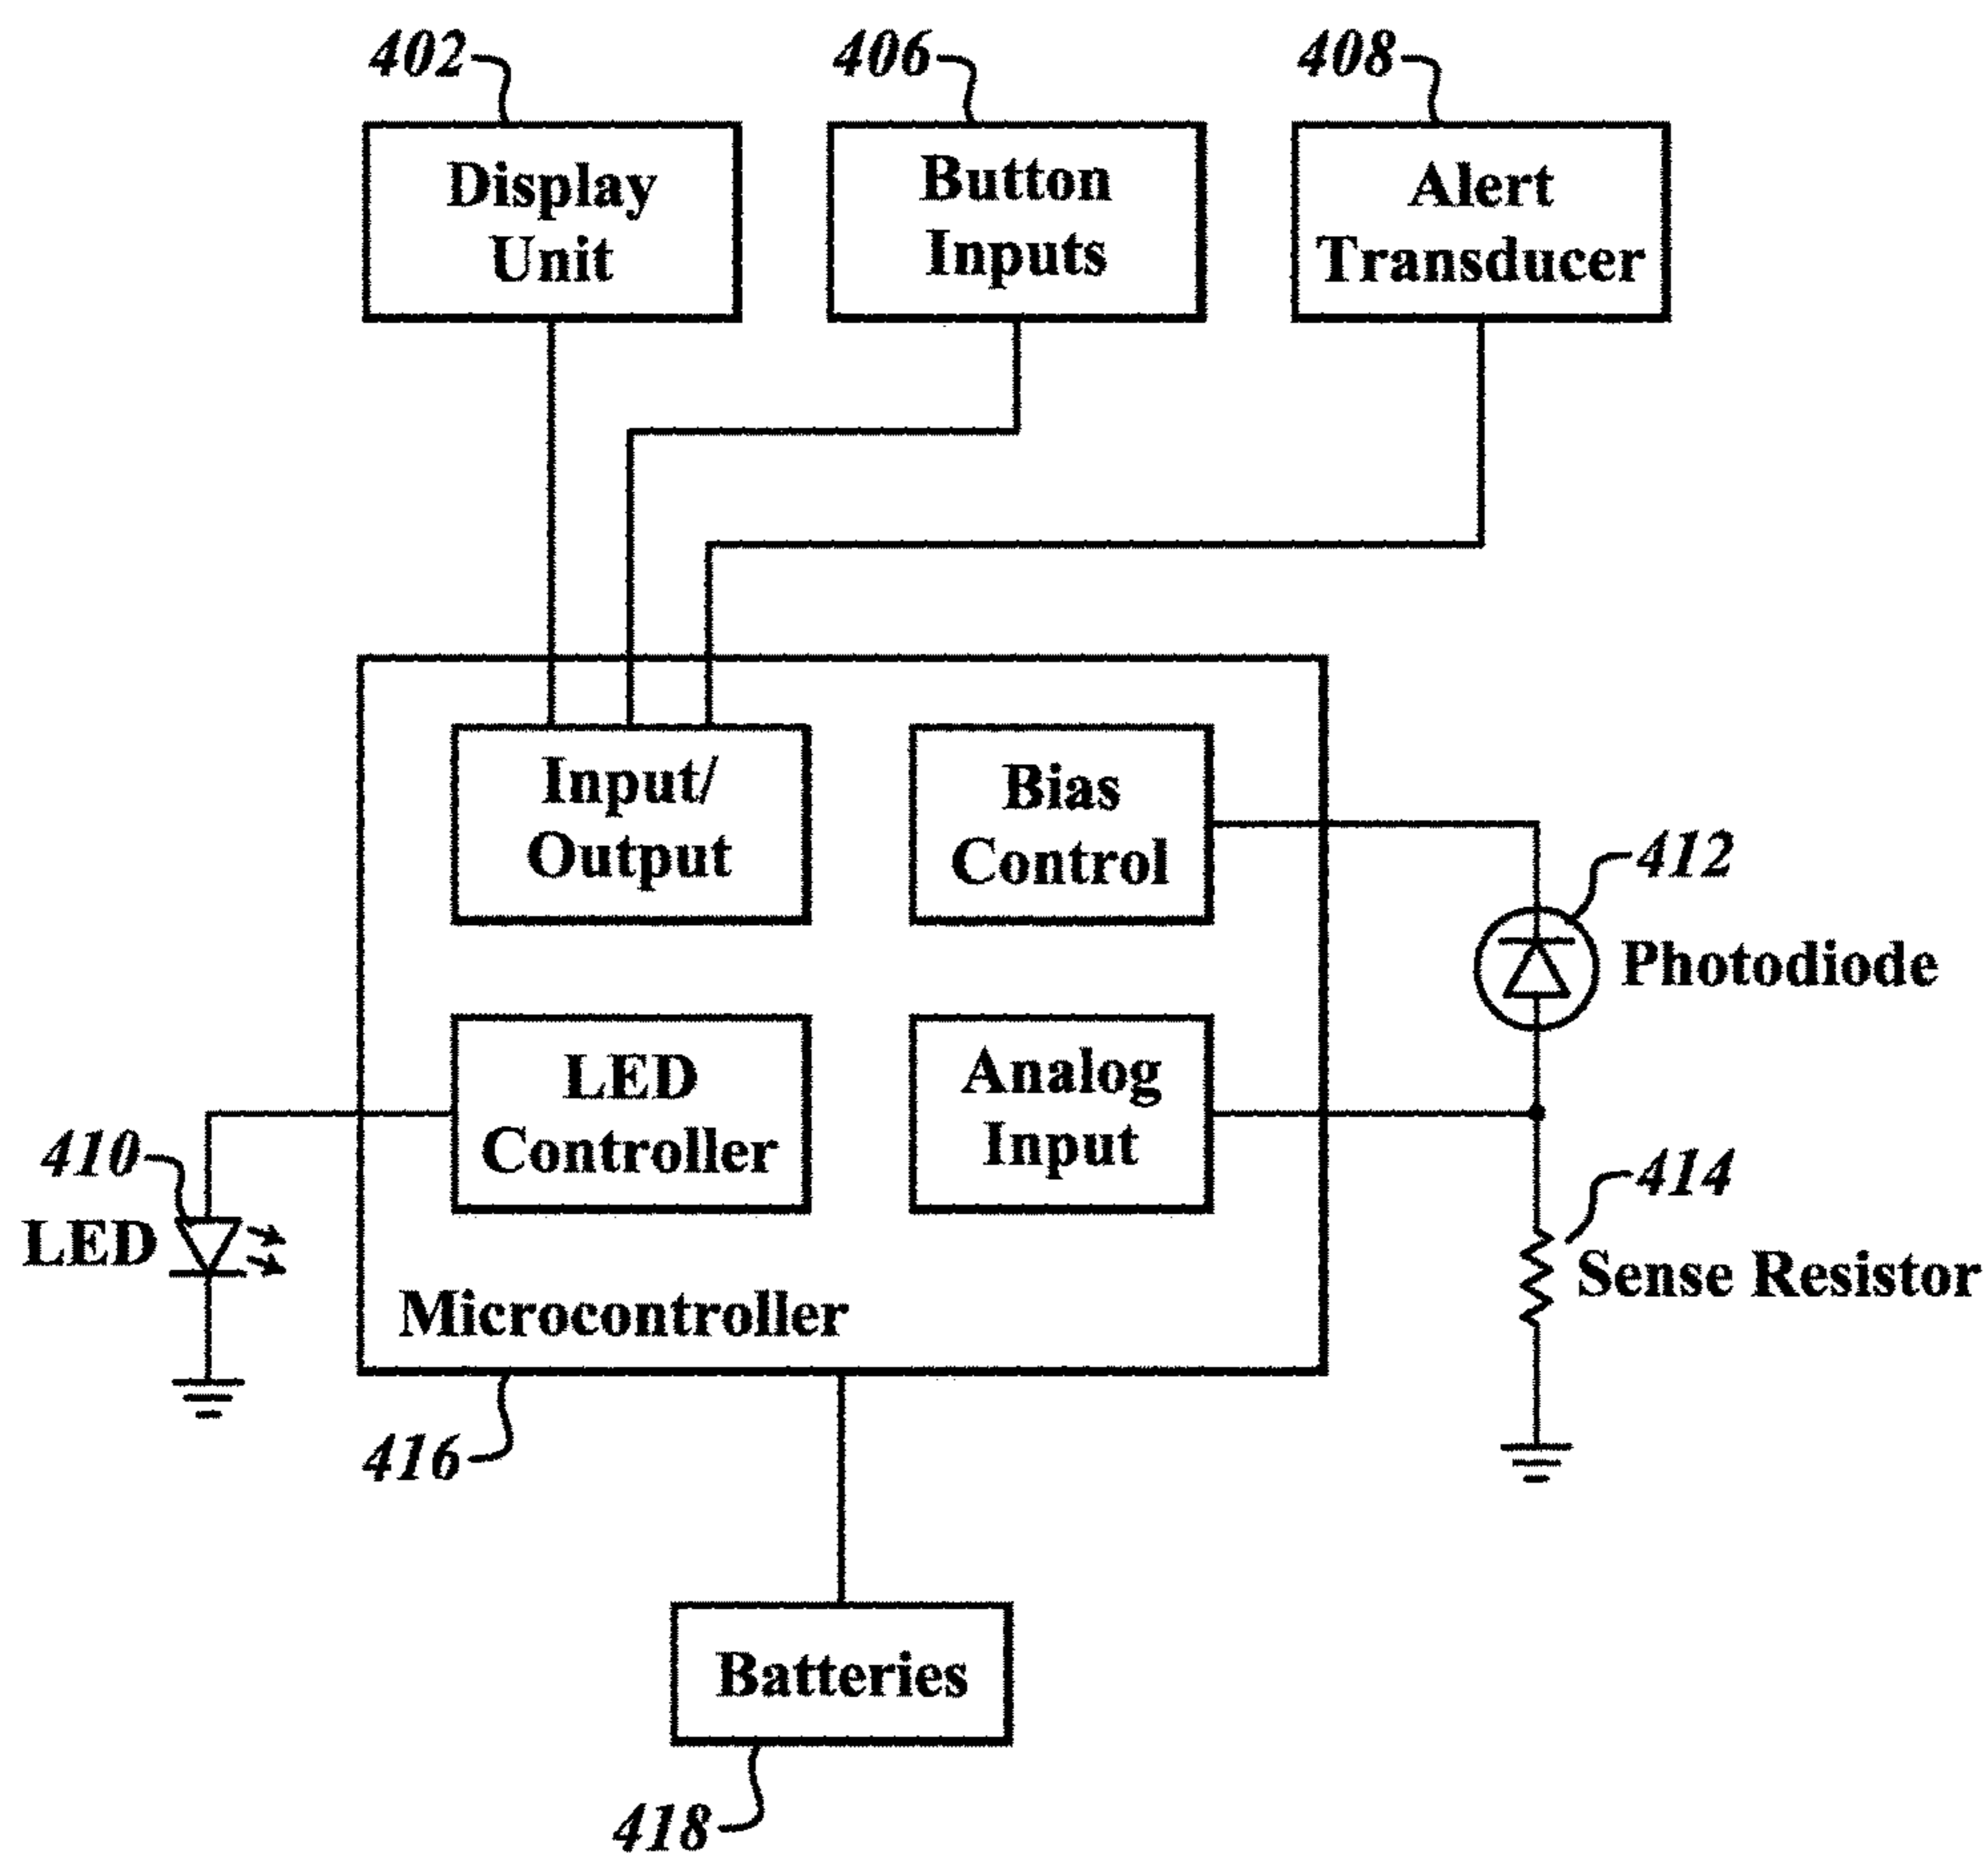 402
406
408
Display
Unit
Button
Inputs
Alert
Transducer
Input/
Output
Bias
Control
412
Photodiode
LED
Controller
Analog
Input
410
LED
414
Sense Resistor
Microcontroller
416
Batteries
418